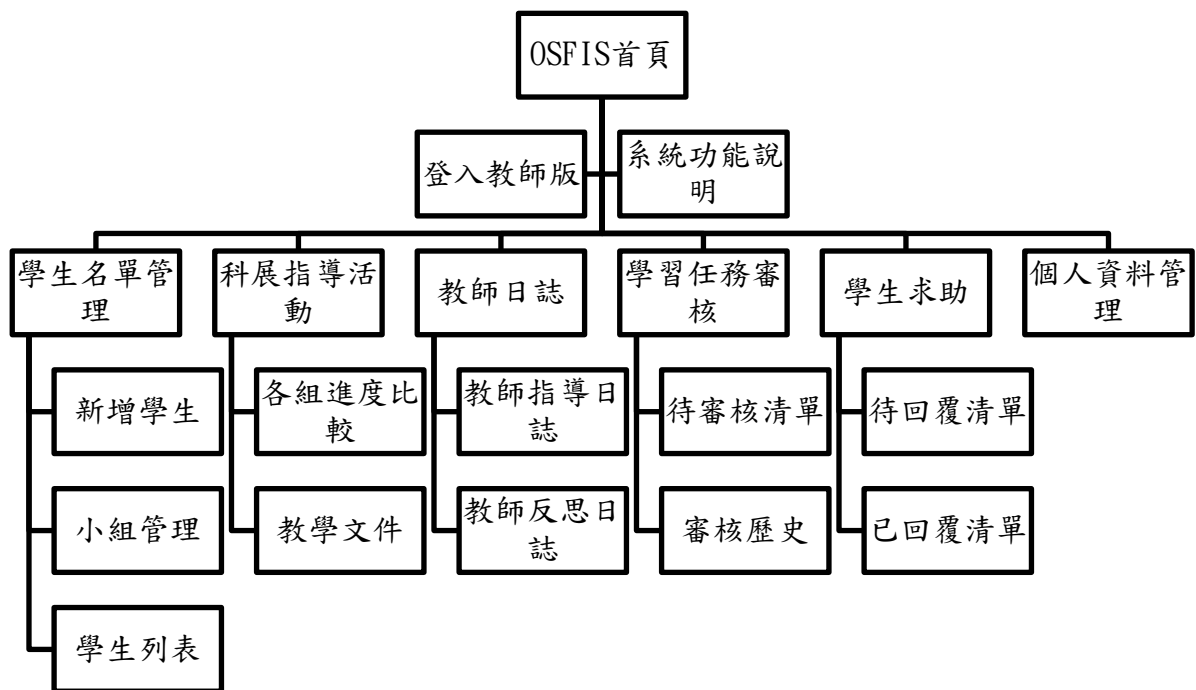 OSFIS首頁
登入教師版
系統功能說
明
學生名單管
理
科展指導活
動
教師日誌
學習任務審
核
學生求助
個人資料管
理
新增學生
各組進度比
較
教師指導日
誌
待審核清單
待回覆清單
小組管理
教學文件
教師反思日
誌
審核歷史
已回覆清單
學生列表